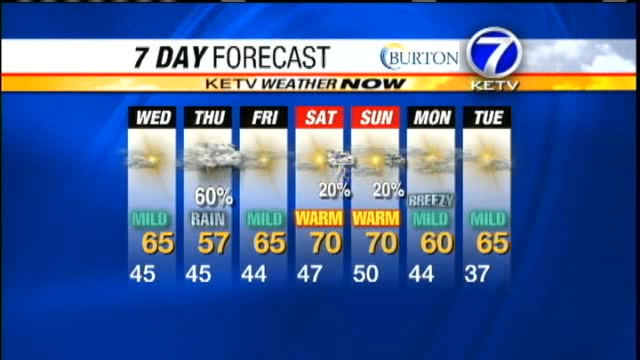 7 DAY FORECAST
BURTON
7
KETV WEATHER NOW
KETV
WED THU FRI SAT SUN MON TUE
60% 20% 20%
BREEZY
MILD RAIN MILD WARM WARM MILD MILD
65 57 65 70 70 60 65
45 45 44 47 50 44 37